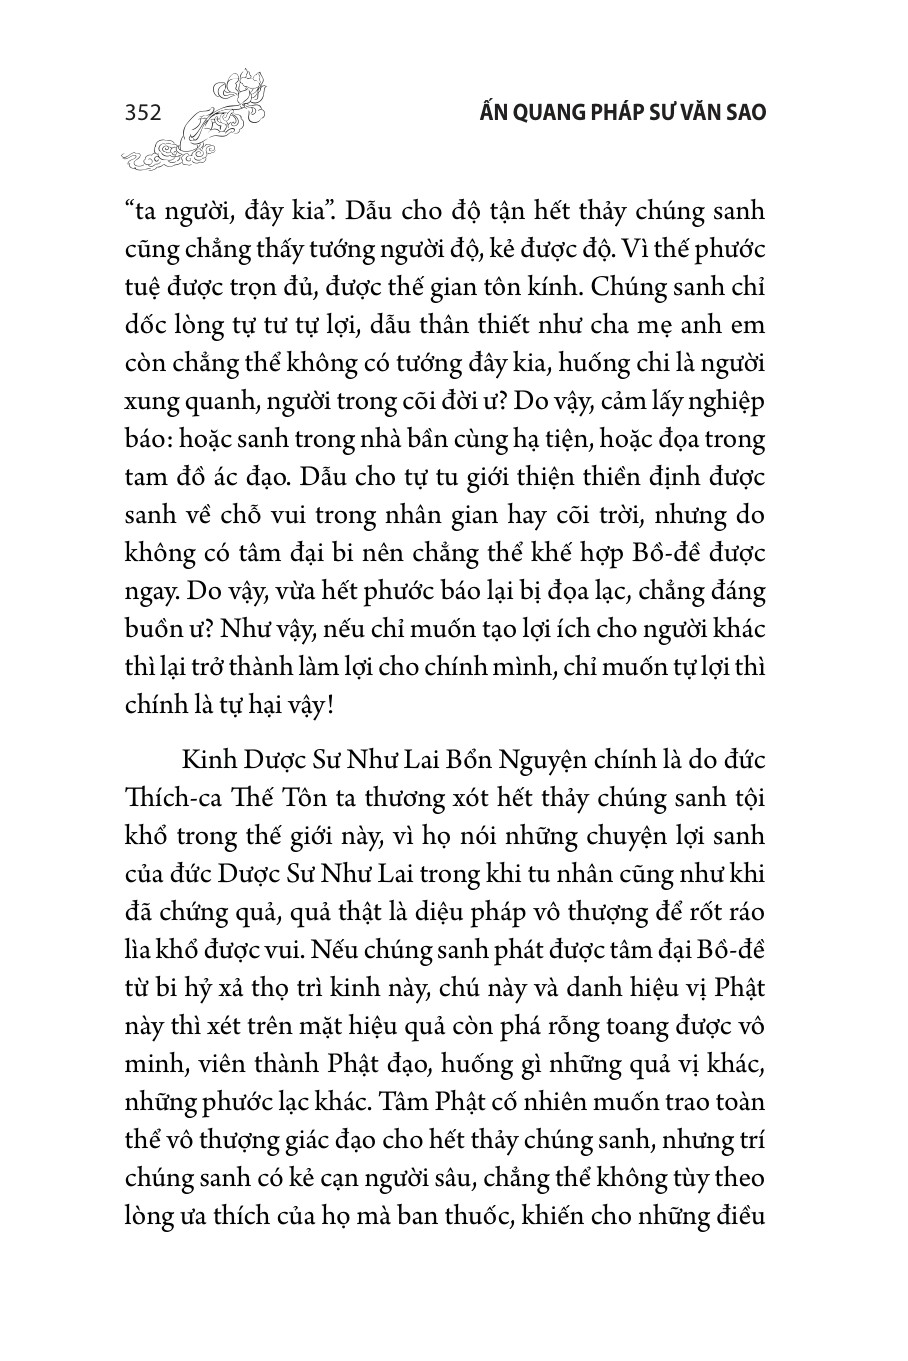 352
ẤN QUANG PHÁP SƯ VĂN SAO
“ta người, đây kia”. Dẫu cho độ tận hết thảy chúng sanh
cũng chẳng thấy tướng người độ, kẻ được độ. Vì thế phước
tuệ được trọn đủ, được thế gian tôn kính. Chúng sanh chỉ
dốc lòng tự tư tự lợi, dẫu thân thiết như cha mẹ anh em
còn chẳng thể không có tướng đây kia, huống chi là người
xung quanh, người trong cõi đời ư? Do vậy, cảm lấy nghiệp
báo: hoặc sanh trong nhà bần cùng hạ tiện, hoặc đọa trong
tam đồ ác đạo. Dẫu cho tự tu giới thiện thiền định được
sanh về chỗ vui trong nhân gian hay cõi trời, nhưng do
không có tâm đại bi nên chẳng thể khế hợp Bồ-đề được
ngay. Do vậy, vừa hết phước báo lại bị đọa lạc, chẳng đáng
buồn ư? Như vậy, nếu chỉ muốn tạo lợi ích cho người khác
thì lại trở thành làm lợi cho chính mình, chỉ muốn tự lợi thì
chính là tự hại vậy!
Kinh Dược Sư Như Lai Bổn Nguyện chính là do đức
Thích-ca Thế Tôn ta thương xót hết thảy chúng sanh tội
khổ trong thế giới này, vì họ nói những chuyện lợi sanh
của đức Dược Sư Như Lai trong khi tu nhân cũng như khi
đã chứng quả, quả thật là diệu pháp vô thượng để rốt ráo
lìa khổ được vui. Nếu chúng sanh phát được tâm đại Bồ-đề
từ bi hỷ xả thọ trì kinh này, chú này và danh hiệu vị Phật
này thì xét trên mặt hiệu quả còn phá rỗng toang được vô
minh, viên thành Phật đạo, huống gì những quả vị khác,
những phước lạc khác. Tâm Phật cố nhiên muốn trao toàn
thể vô thượng giác đạo cho hết thảy chúng sanh, nhưng trí
chúng sanh có kẻ cạn người sâu, chẳng thể không tùy theo
lòng ưa thích của họ mà ban thuốc, khiến cho những điều